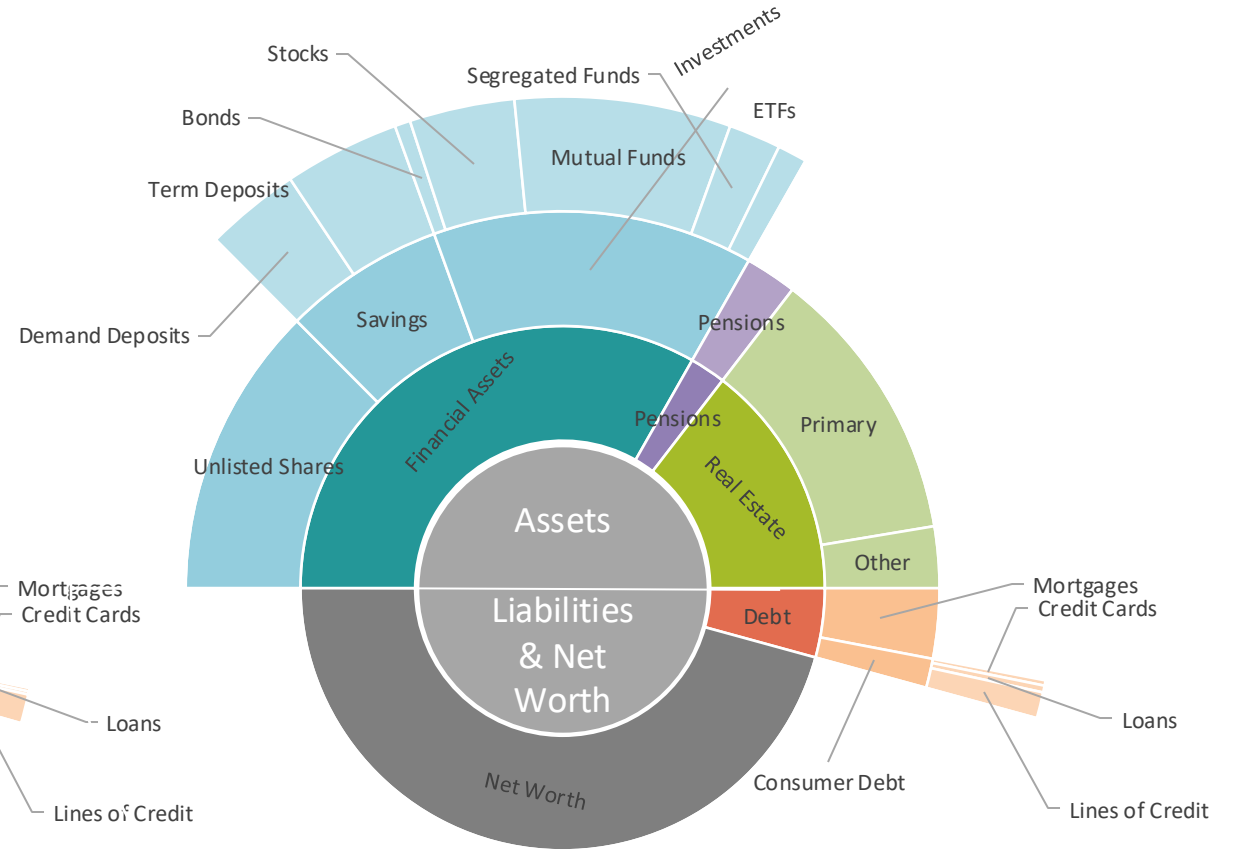 Investments
Stocks
Segregated Funds
ETFs
Bonds
Mutual Funds
Term Deposits
Savings
Pensions
Demand Deposits
Financial Assets
Pensions
Primary
Unlisted Shares
Real Estate
Assets
Other
Mortgages
Credit Cards
Liabilities
& Net
Worth
Debt
Mortgages
Credit Cards
Loans
Loans
Net Worth
Consumer Debt
Lines of Credit
Lines of Credit